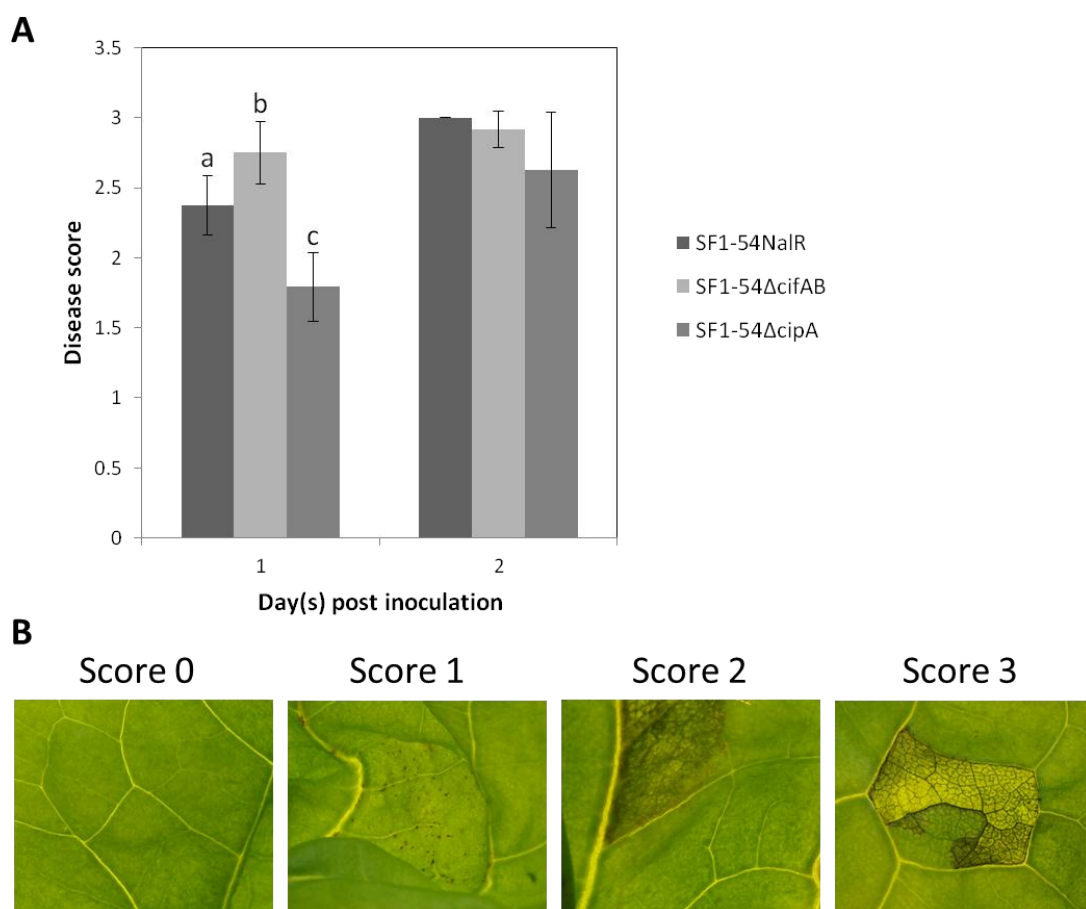 A
3.5
3
2.5
2
1.5
1
0.5
0
Disease score
a
b
c
1
2
Day(s) post inoculation
SF1-54NalR
SF1-54ΔcifAB
SF1-54ΔcipA
B
Score 0
Score 1
Score 2
Score 3